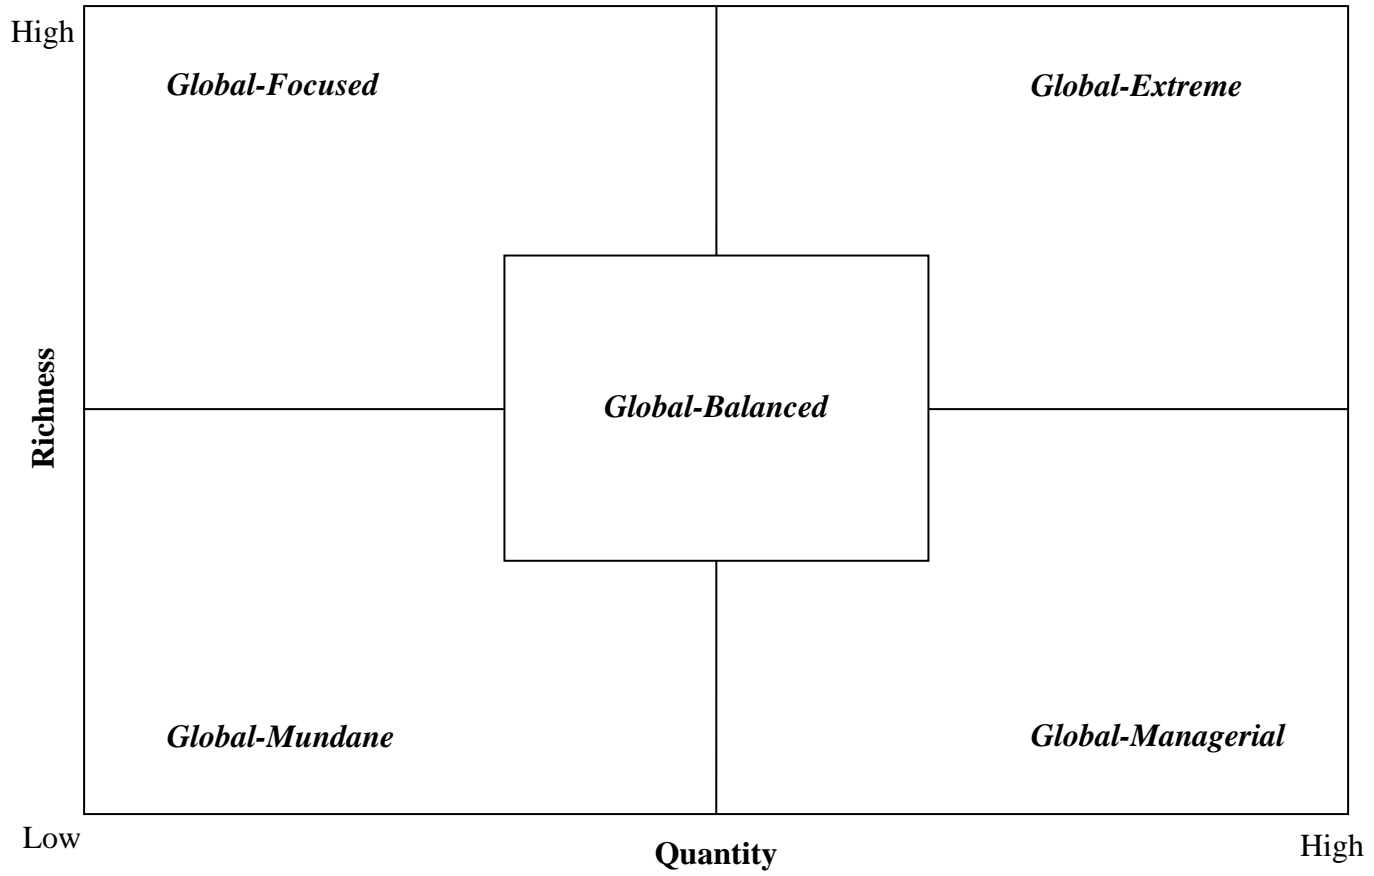 High
Global-Focused
Global-Extreme
Richness
Global-Balanced
Global-Mundane
Global-Managerial
Low
Quantity
High